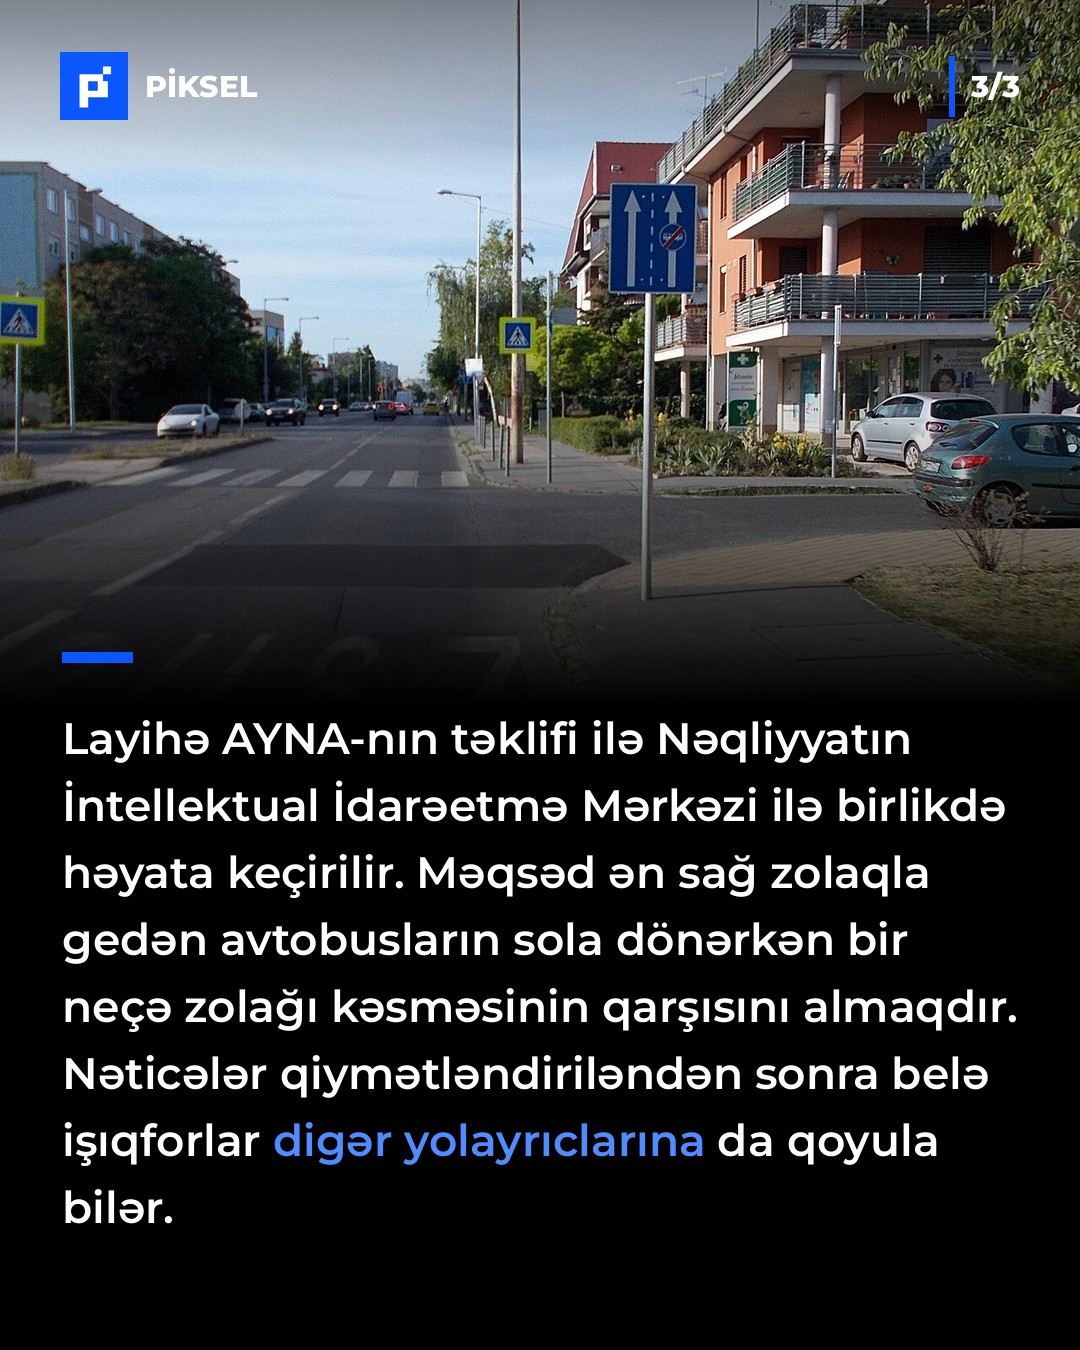 PİKSEL
3/3
Layihə AYNA-nın təklifi ilə Nəqliyyatın
İntellektual İdarəetmə Mərkəzi ilə birlikdə
həyata keçirilir. Məqsəd ən sağ zolaqla
gedən avtobusların sola dönərkən bir
neçə zolağı kəsməsinin qarşısını almaqdır.
Nəticələr qiymətləndiriləndən sonra belə
işıqforlar digər yolayrıclarına da qoyula
bilər.